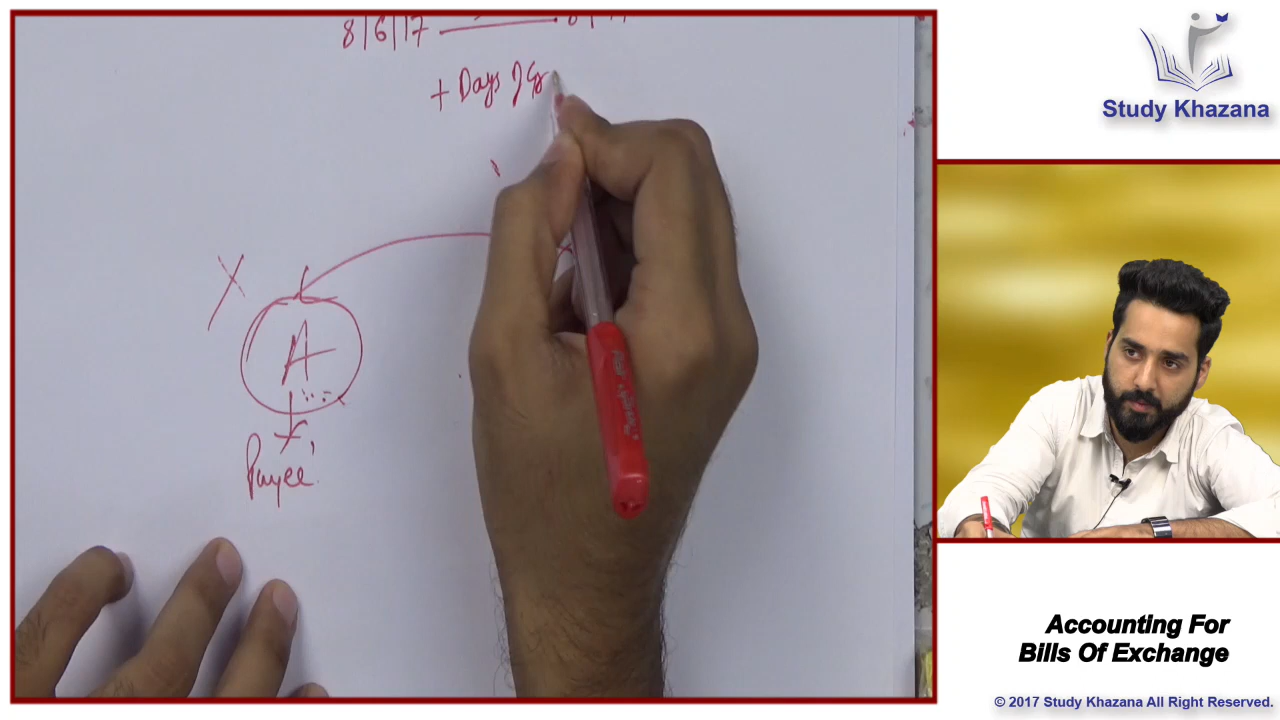 8/6/17
+ Days of Gr
X
A
Payee
Study Khazana
Accounting For
Bills Of Exchange
© 2017 Study Khazana All Right Reserved.